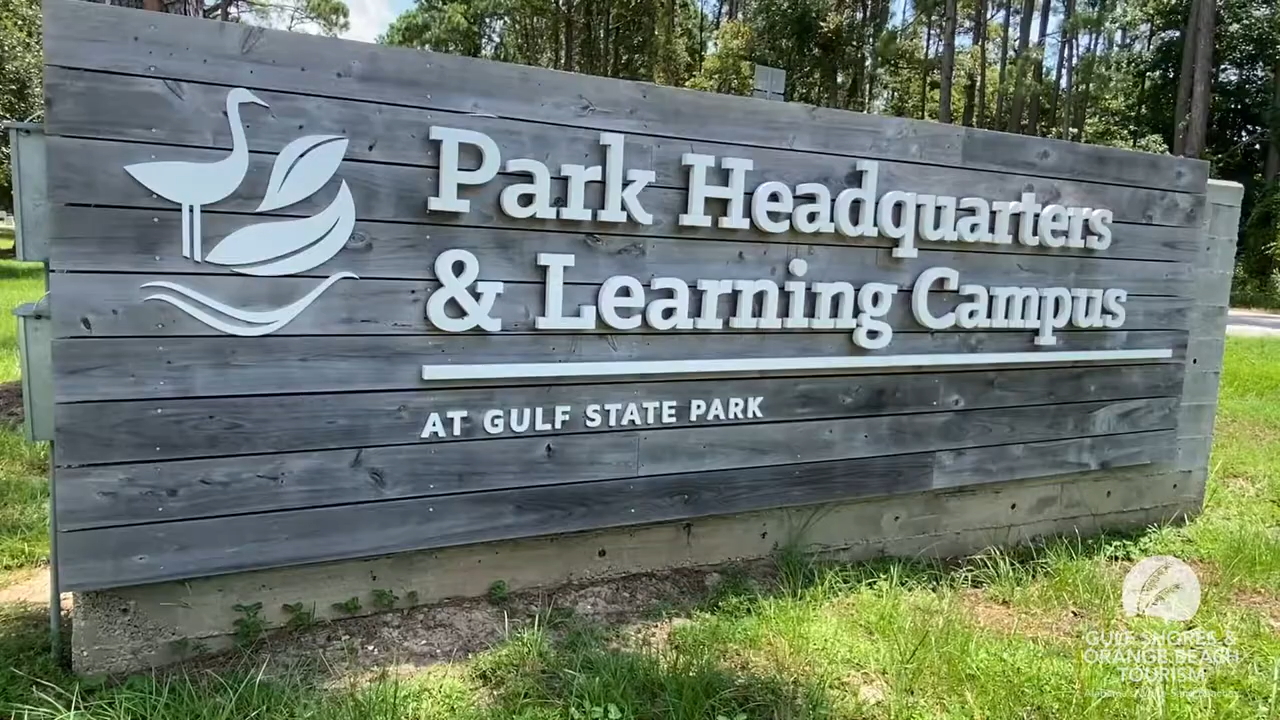 Park Headquarters
& Learning Campus
AT GULF STATE PARK
GULF SHORES &
ORANGE BEACH
TOURISM